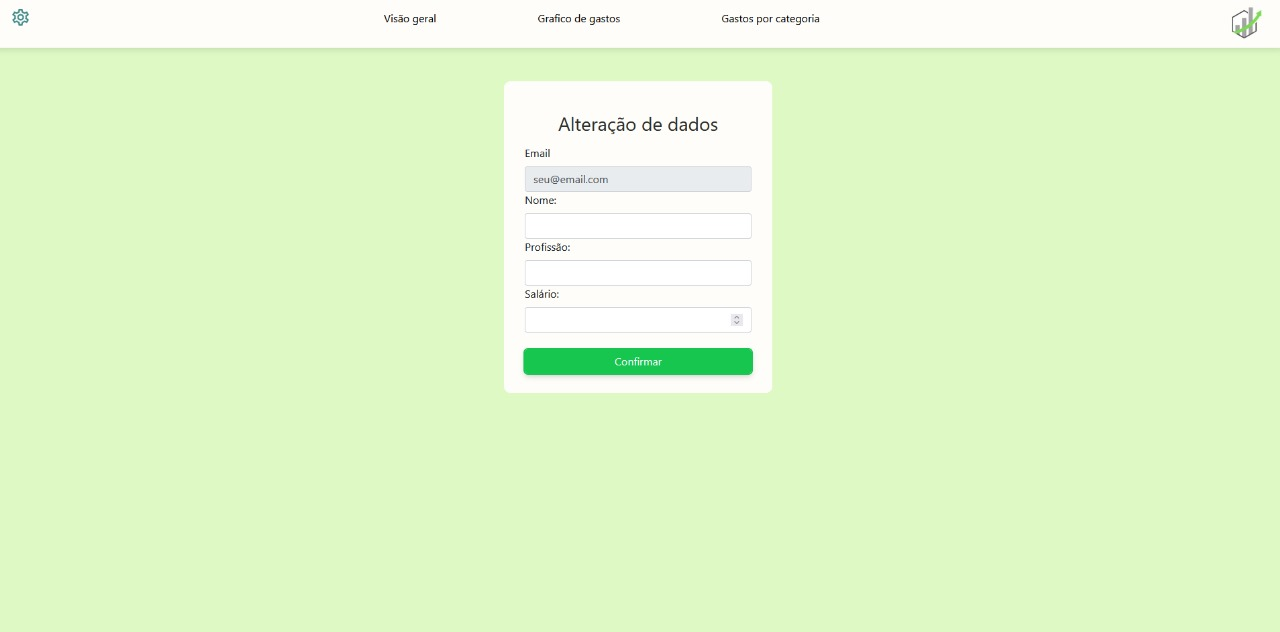 Visão geral
Grafico de gastos
Gastos por categoria
Alteração de dados
Email
seu@email.com
Nome:
Profissão:
Salário:
Confirmar